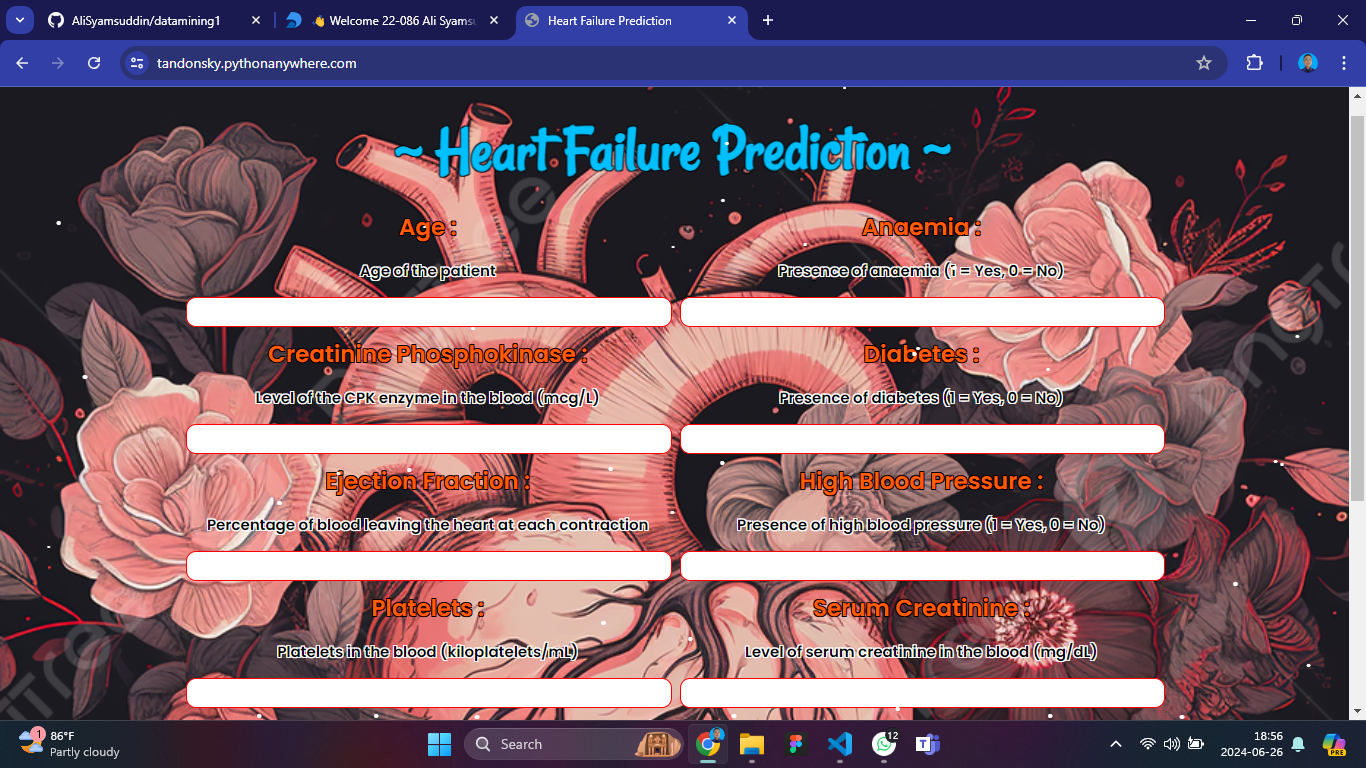 AliSyamsuddin/datamining1
👋 Welcome 22-086 Ali Syamsu
Heart Failure Prediction
tandonsky.pythonanywhere.com
~ Heart Failure Prediction ~
Age :
Anaemia :
Age of the patient
Presence of anaemia (1 = Yes, 0 = No)
Creatinine Phosphokinase :
Diabetes :
Level of the CPK enzyme in the blood (mcg/L)
Presence of diabetes (1 = Yes, 0 = No)
Ejection Fraction :
High Blood Pressure :
Percentage of blood leaving the heart at each contraction
Presence of high blood pressure (1 = Yes, 0 = No)
Platelets :
Serum Creatinine :
Platelets in the blood (kiloplatelets/mL)
Level of serum creatinine in the blood (mg/dL)
1
86°F
Partly cloudy
Search
12
18:56
2024-06-26
PRE